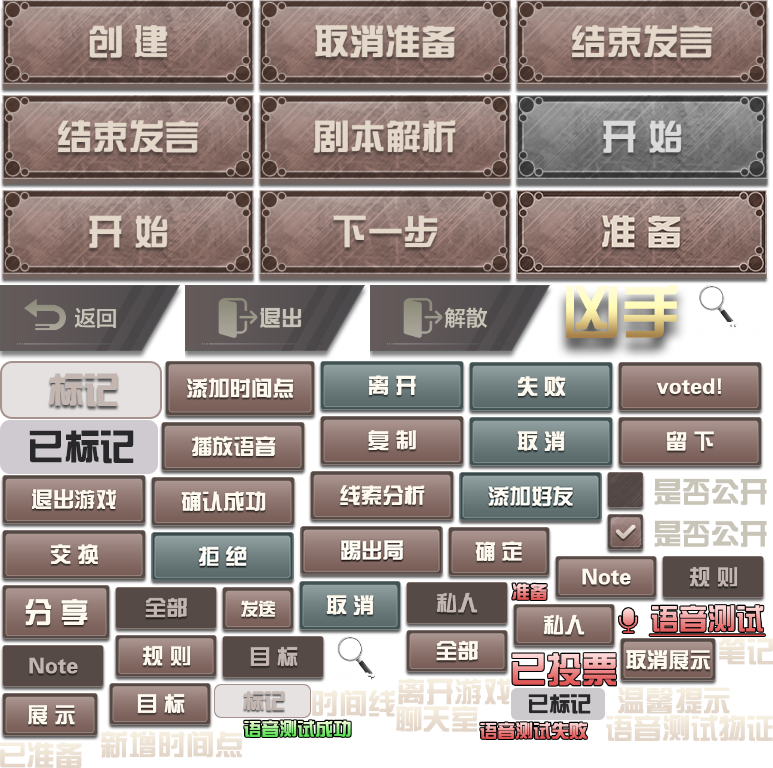 创建 取消准备 结束发言
结束发言 剧本解析 开始
开始 下一步 准备
返回 退出 解散 凶手
标记 添加时间点 离开 失败 voted!
已标记 播放语音 复制 取消 留下
退出游戏 确认成功 线索分析 添加好友 是否公开
交换 拒绝 踢出局 确定 是否公开
Note 规则
分享 全部 发送 取消 私人 准备 私人 语音测试
Note 规则 目标 全部 已投票 取消展示 笔记
展示 目标 标记 时间线 离开游戏 已标记 温馨提示
聊天室
语音测试成功 语音测试失败 语音测试物证
已准备 新增时间点